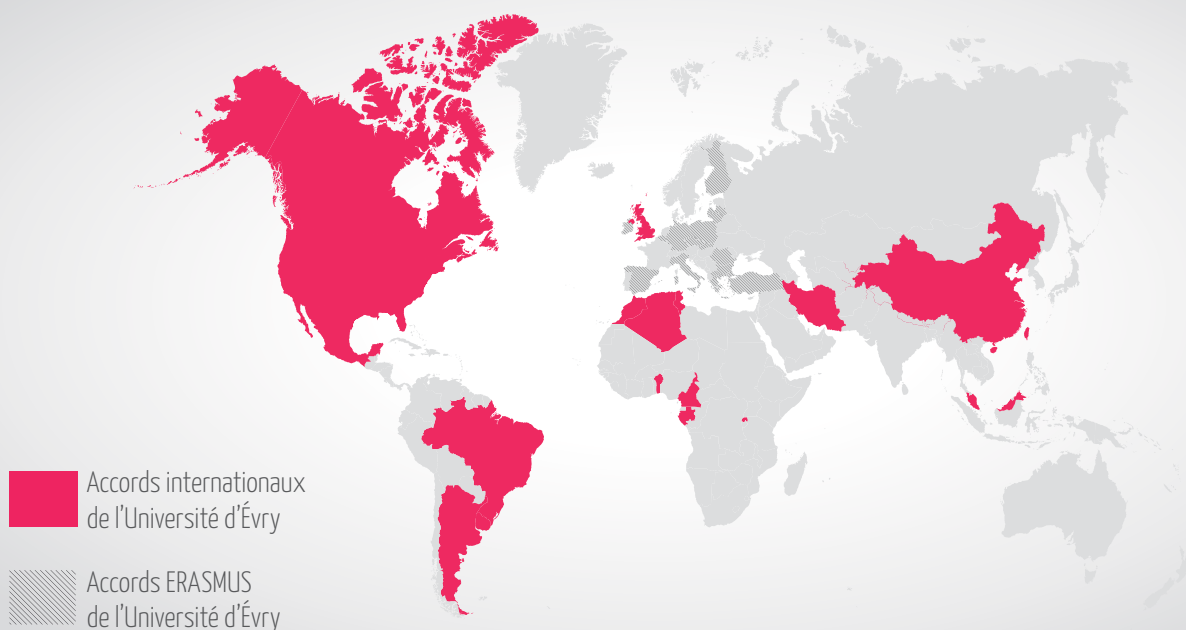 Accords internationaux
de l'Université d'Évry
Accords ERASMUS
de l'Université d'Évry